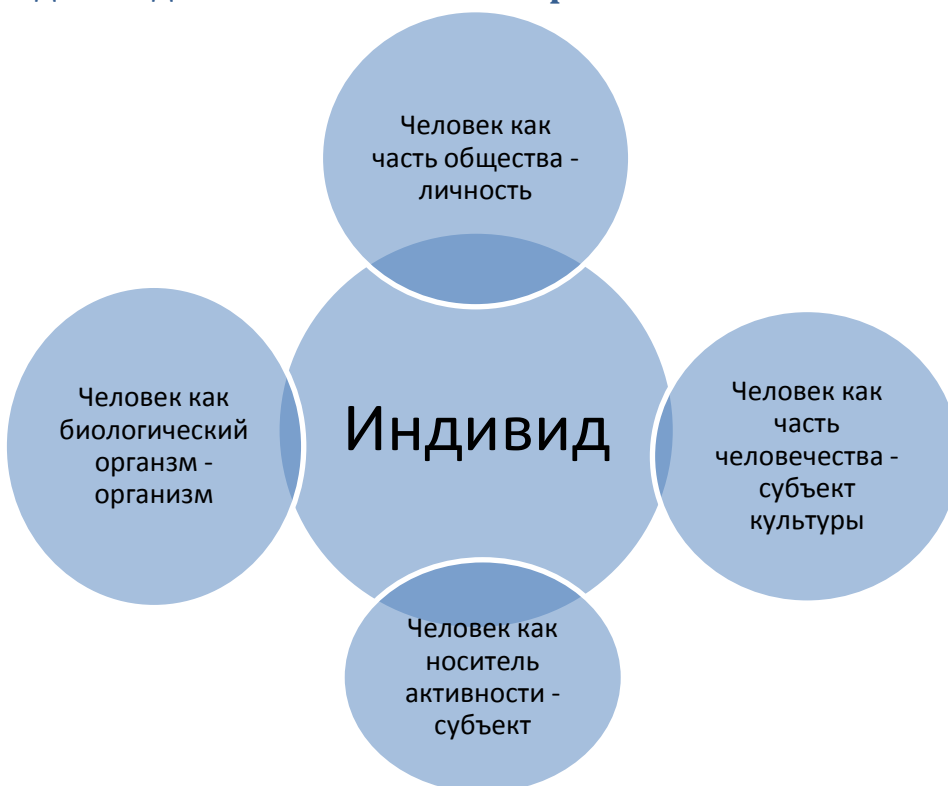 Человек как
часть общества -
личность
Человек как
биологический
органзм -
организм
Индивид
Человек как
часть
человечества -
субъект
культуры
Человек как
носитель
активности -
субъект